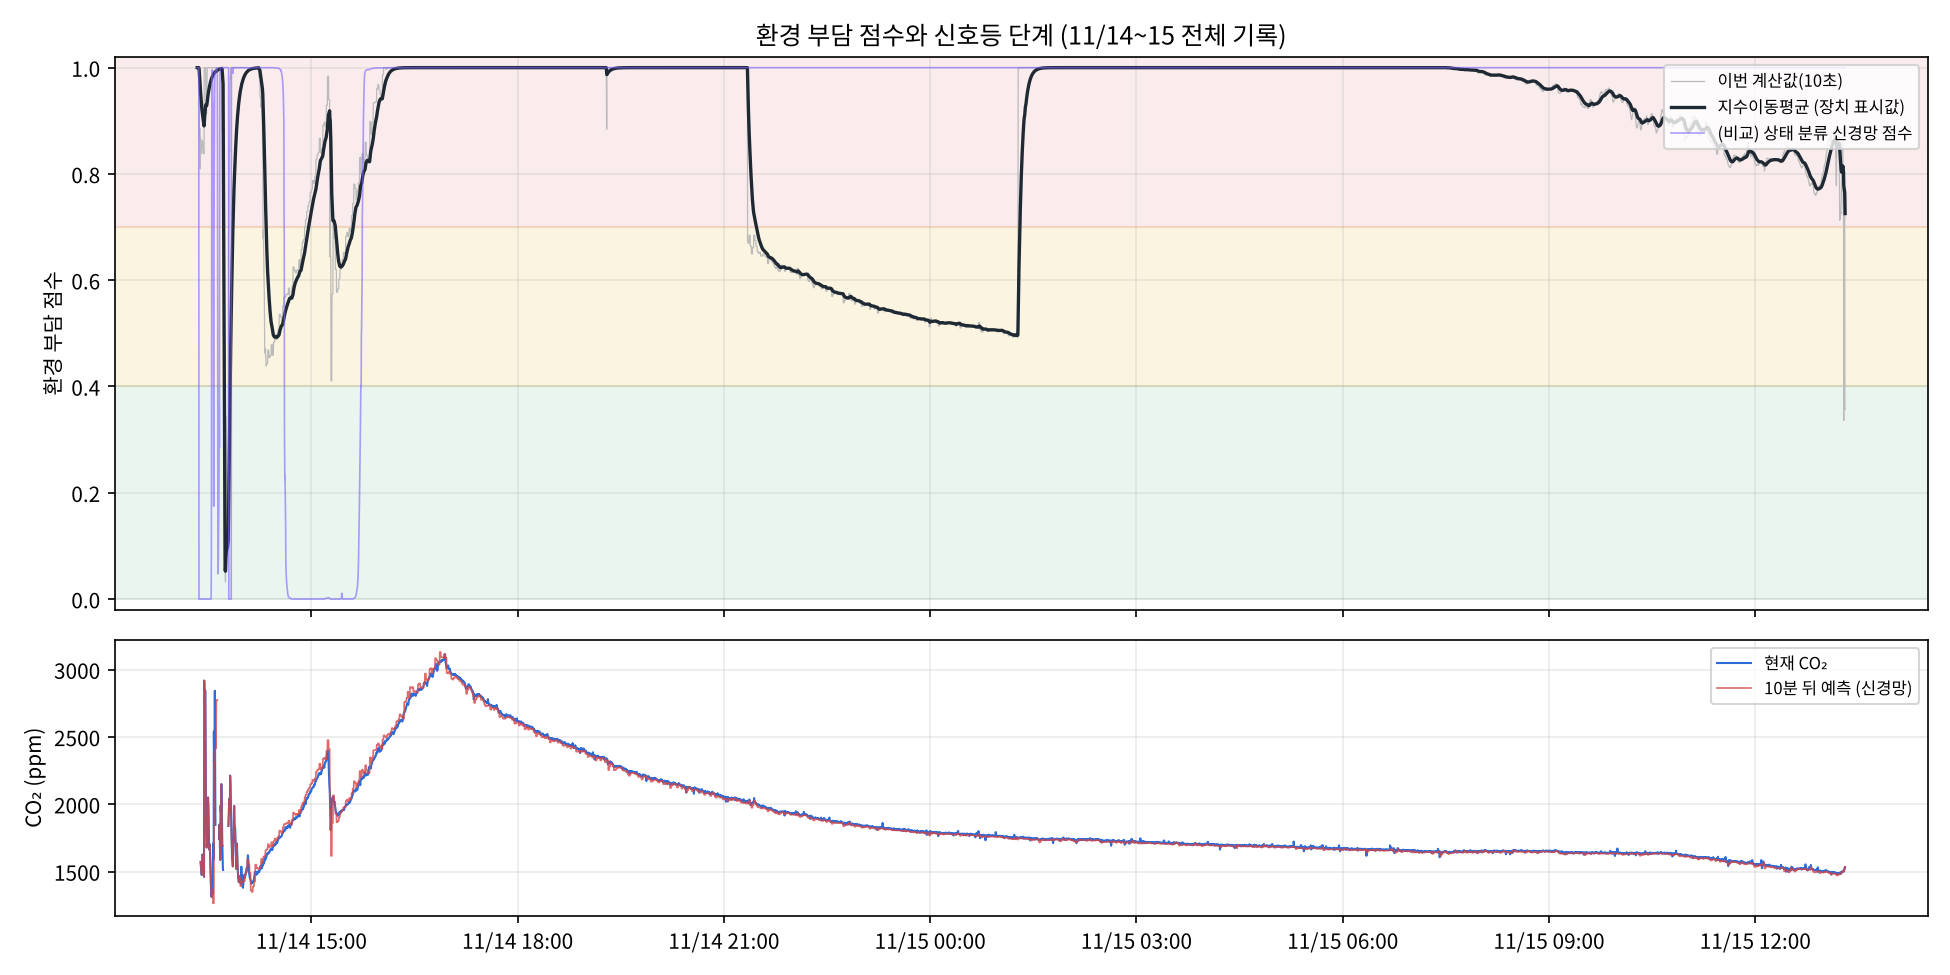 환경 부담 점수와 신호등 단계 (11/14~15 전체 기록)
환경 부담 점수
1.0
0.8
0.6
0.4
0.2
0.0
이번 계산값(10초)
지수이동평균 (장치 표시값)
(비교) 상태 분류 신경망 점수
CO₂ (ppm)
3000
2500
2000
1500
현재 CO₂
10분 뒤 예측 (신경망)
11/14 15:00
11/14 18:00
11/14 21:00
11/15 00:00
11/15 03:00
11/15 06:00
11/15 09:00
11/15 12:00